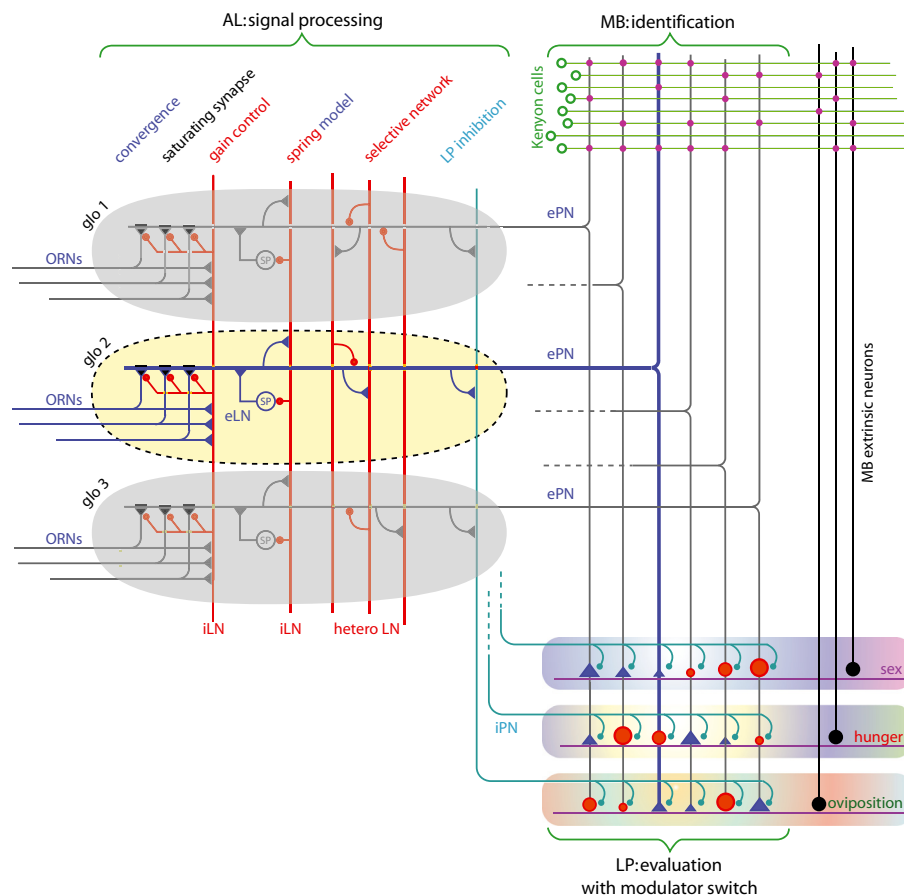 AL:signal processing
MB:identification
convergence
saturating synapse
gain control
spring model
selective network
LP inhibition
Kenyon cells
glo 1
ePN
ORNs
SP
glo 2
ePN
ORNs
eLN
SP
MB extrinsic neurons
glo 3
ePN
ORNs
SP
iLN
iLN
hetero LN
sex
iPN
hunger
oviposition
LP:evaluation
with modulator switch